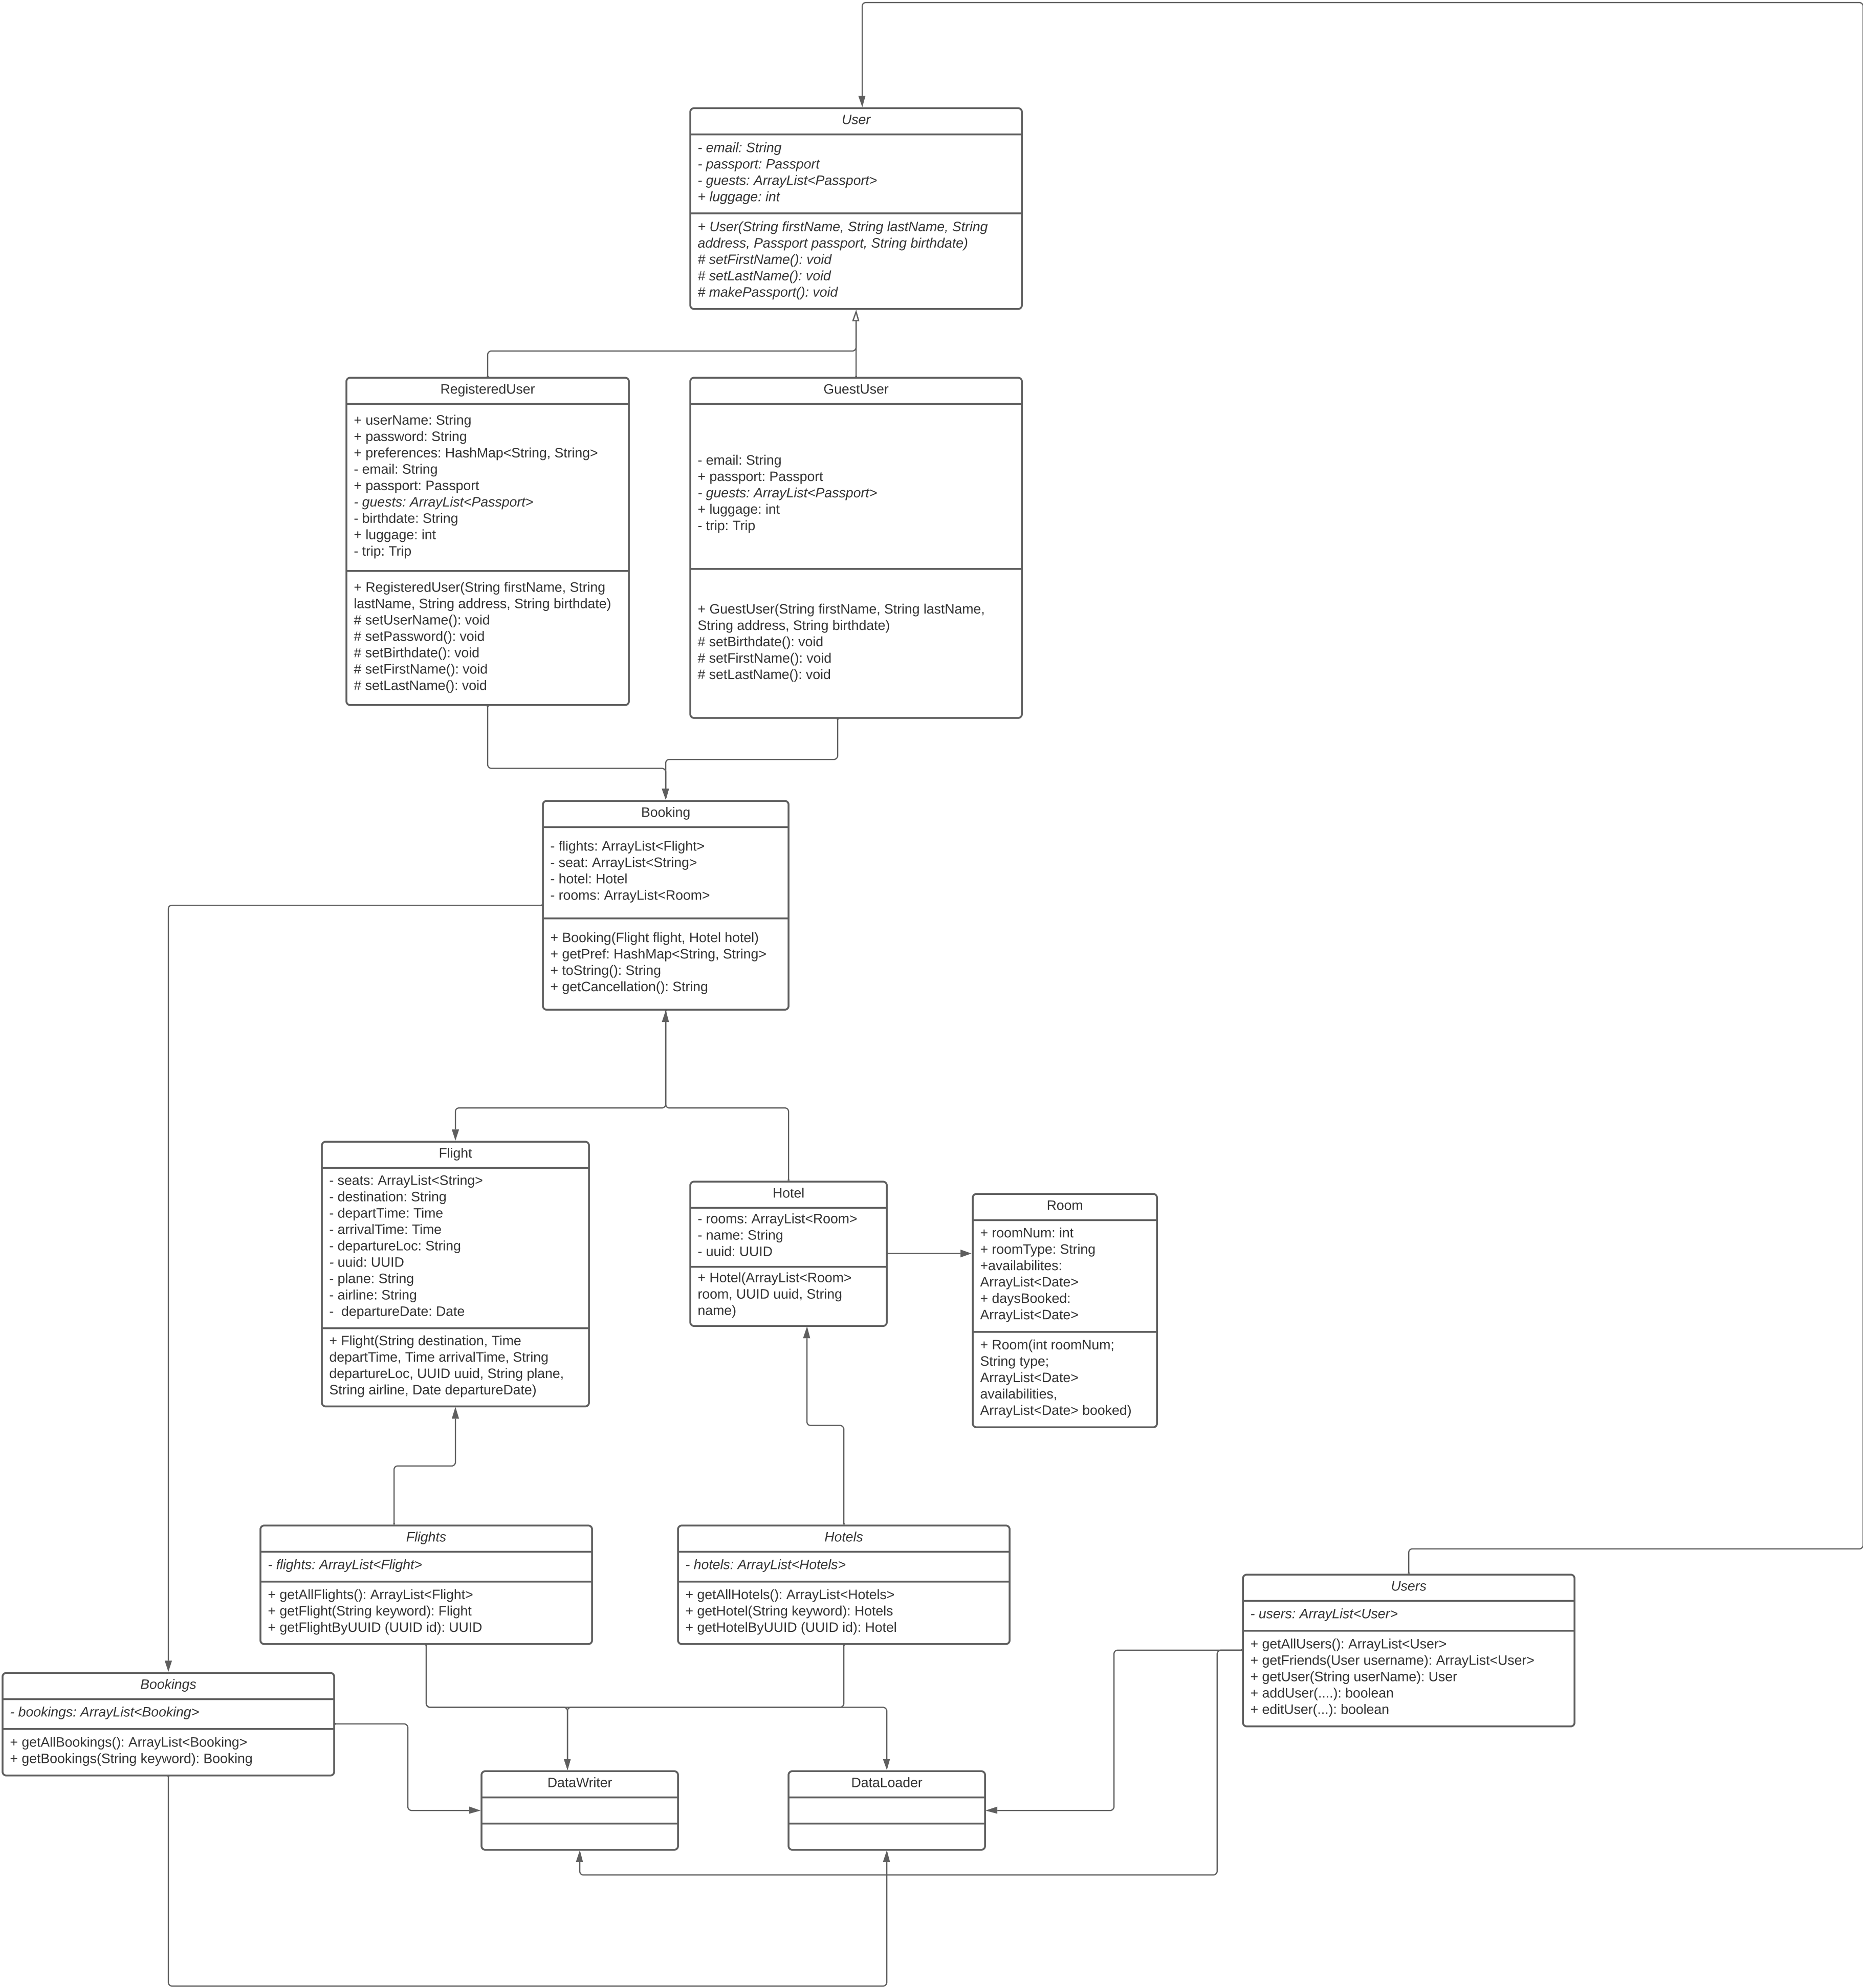 User
- email: String
- passport: Passport
- guests: ArrayList<Passport>
+ luggage: int
+ User(String firstName, String lastName, String
address, Passport passport, String birthdate)
# setFirstName(): void
# setLastName(): void
# makePassport(): void
RegisteredUser
+ userName: String
+ password: String
+ preferences: HashMap<String, String>
- email: String
+ passport: Passport
- guests: ArrayList<Passport>
- birthdate: String
+ luggage: int
- trip: Trip
+ RegisteredUser(String firstName, String
lastName, String address, String birthdate)
# setUserName(): void
# setPassword(): void
# setBirthdate(): void
# setFirstName(): void
# setLastName(): void
GuestUser
- email: String
+ passport: Passport
- guests: ArrayList<Passport>
+ luggage: int
- trip: Trip
+ GuestUser(String firstName, String lastName,
String address, String birthdate)
# setBirthdate(): void
# setFirstName(): void
# setLastName(): void
Booking
- flights: ArrayList<Flight>
- seat: ArrayList<String>
- hotel: Hotel
- rooms: ArrayList<Room>
+ Booking(Flight flight, Hotel hotel)
+ getPref: HashMap<String, String>
+ toString(): String
+ getCancellation(): String
Flight
- seats: ArrayList<String>
- destination: String
- departTime: Time
- arrivalTime: Time
- departureLoc: String
- uuid: UUID
- plane: String
- airline: String
-  departureDate: Date
+ Flight(String destination, Time
departTime, Time arrivalTime, String
departureLoc, UUID uuid, String plane,
String airline, Date departureDate)
Hotel
- rooms: ArrayList<Room>
- name: String
- uuid: UUID
+ Hotel(ArrayList<Room>
room, UUID uuid, String
name)
Room
+ roomNum: int
+ roomType: String
+availabilites:
ArrayList<Date>
+ daysBooked:
ArrayList<Date>
+ Room(int roomNum;
String type;
ArrayList<Date>
availabilities,
ArrayList<Date> booked)
Flights
- flights: ArrayList<Flight>
+ getAllFlights(): ArrayList<Flight>
+ getFlight(String keyword): Flight
+ getFlightByUUID (UUID id): UUID
Hotels
- hotels: ArrayList<Hotels>
+ getAllHotels(): ArrayList<Hotels>
+ getHotel(String keyword): Hotels
+ getHotelByUUID (UUID id): Hotel
Users
- users: ArrayList<User>
+ getAllUsers(): ArrayList<User>
+ getFriends(User username): ArrayList<User>
+ getUser(String userName): User
+ addUser(....): boolean
+ editUser(...): boolean
Bookings
- bookings: ArrayList<Booking>
+ getAllBookings(): ArrayList<Booking>
+ getBookings(String keyword): Booking
DataWriter
DataLoader